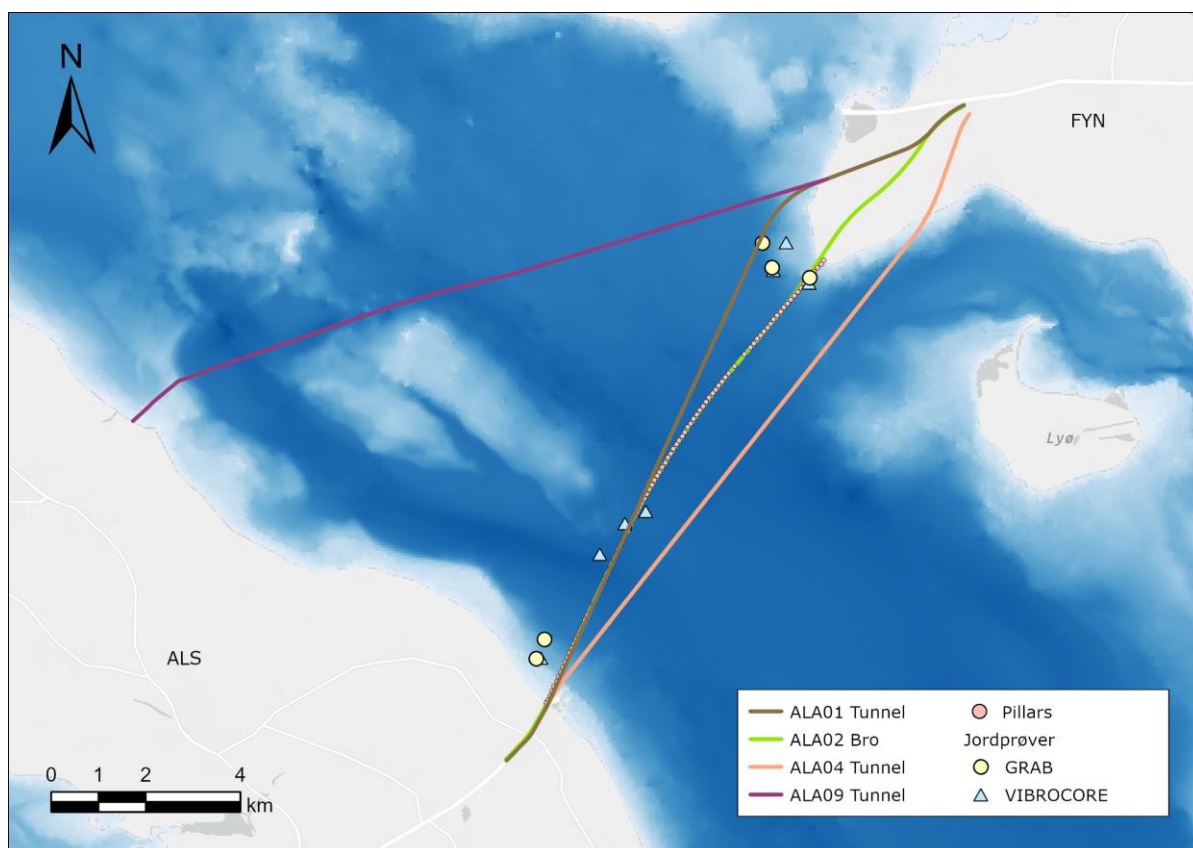 N
FYN
Lyø
ALS
ALA01 Tunnel
ALA02 Bro
ALA04 Tunnel
ALA09 Tunnel
Pillars
Jordprøver
GRAB
VIBROCORE
0 1 2 4
km